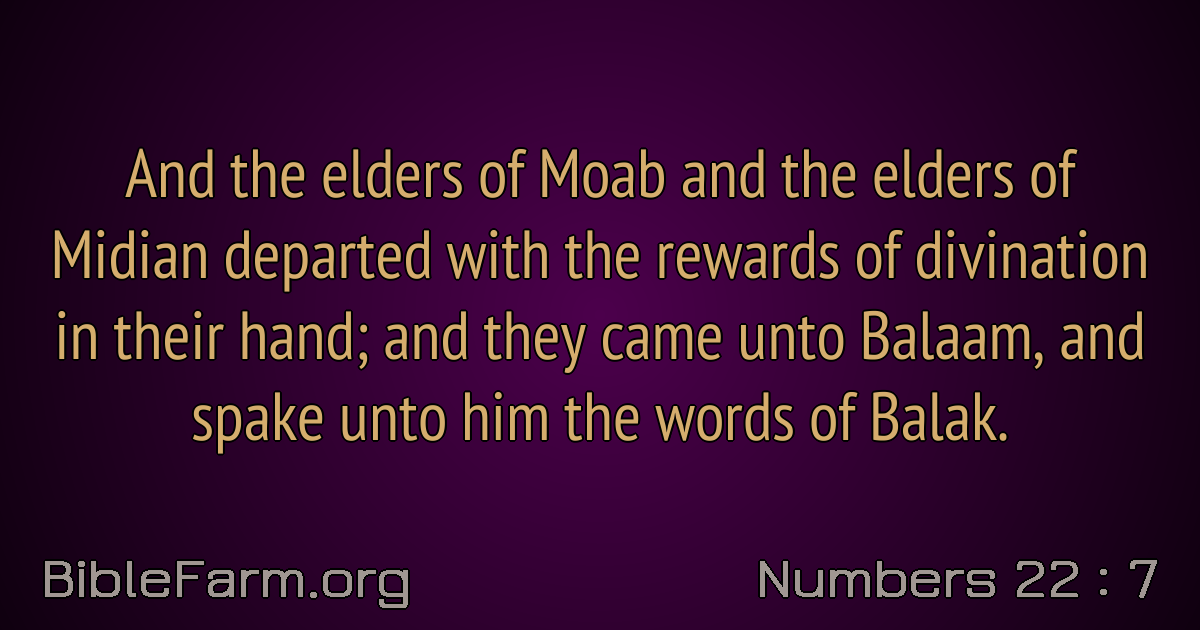 And the elders of Moab and the elders of
Midian departed with the rewards of divination
in their hand; and they came unto Balaam, and
spake unto him the words of Balak.
BibleFarm.org
Numbers 22 : 7